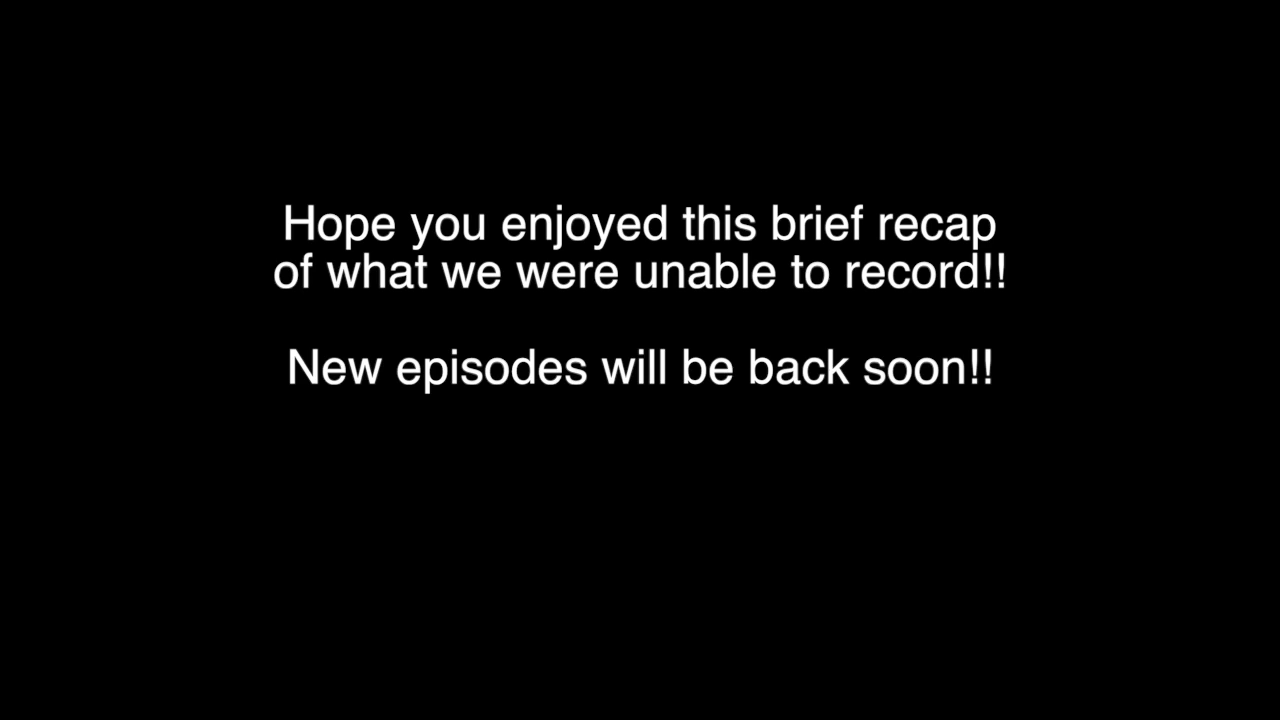 Hope you enjoyed this brief recap
of what we were unable to record!!
New episodes will be back soon!!